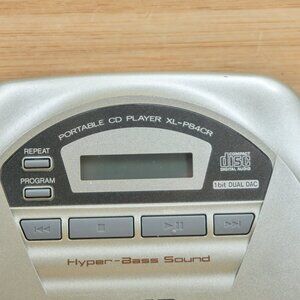 PORTABLE CD PLAYER XL-P84CR
REPEAT
COMPACT
disc
DIGITAL AUDIO
PROGRAM
1bit DUAL DAC
Hyper-Bass Sound